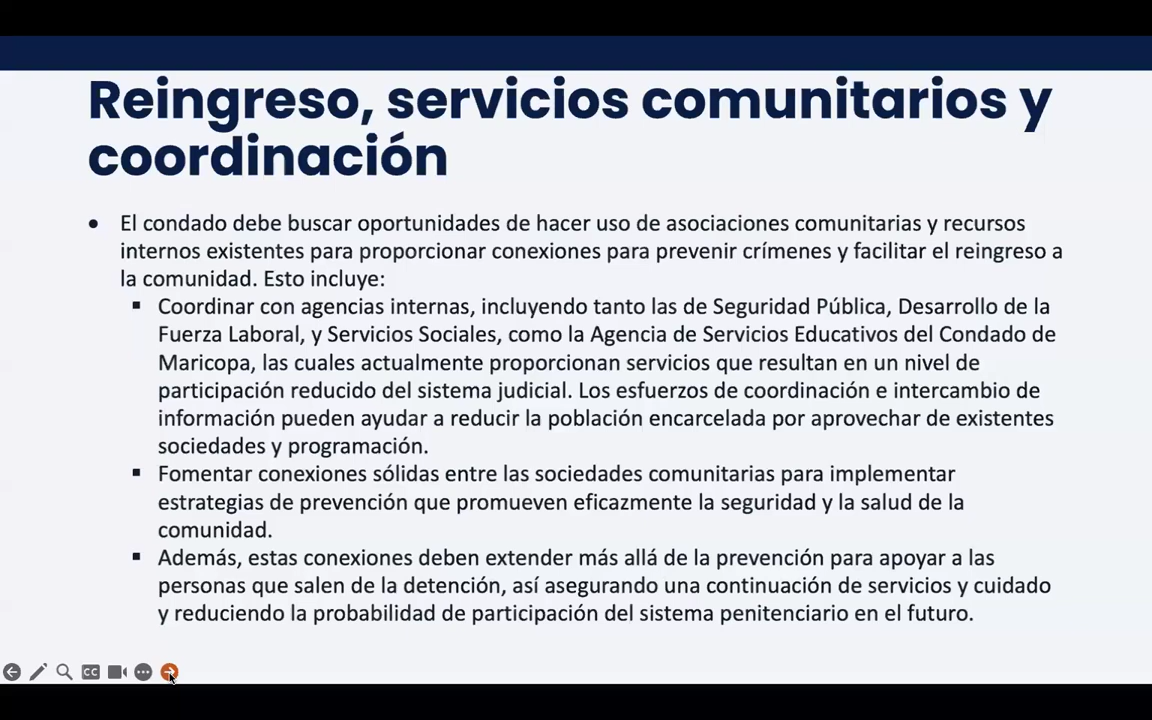 Reingreso, servicios comunitarios y
coordinación
• El condado debe buscar oportunidades de hacer uso de asociaciones comunitarias y recursos
internos existentes para proporcionar conexiones para prevenir crímenes y facilitar el reingreso a
la comunidad. Esto incluye:
▪ Coordinar con agencias internas, incluyendo tanto las de Seguridad Pública, Desarrollo de la
Fuerza Laboral, y Servicios Sociales, como la Agencia de Servicios Educativos del Condado de
Maricopa, las cuales actualmente proporcionan servicios que resultan en un nivel de
participación reducido del sistema judicial. Los esfuerzos de coordinación e intercambio de
información pueden ayudar a reducir la población encarcelada por aprovechar de existentes
sociedades y programación.
▪ Fomentar conexiones sólidas entre las sociedades comunitarias para implementar
estrategias de prevención que promueven eficazmente la seguridad y la salud de la
comunidad.
▪ Además, estas conexiones deben extender más allá de la prevención para apoyar a las
personas que salen de la detención, así asegurando una continuación de servicios y cuidado
y reduciendo la probabilidad de participación del sistema penitenciario en el futuro.
CC